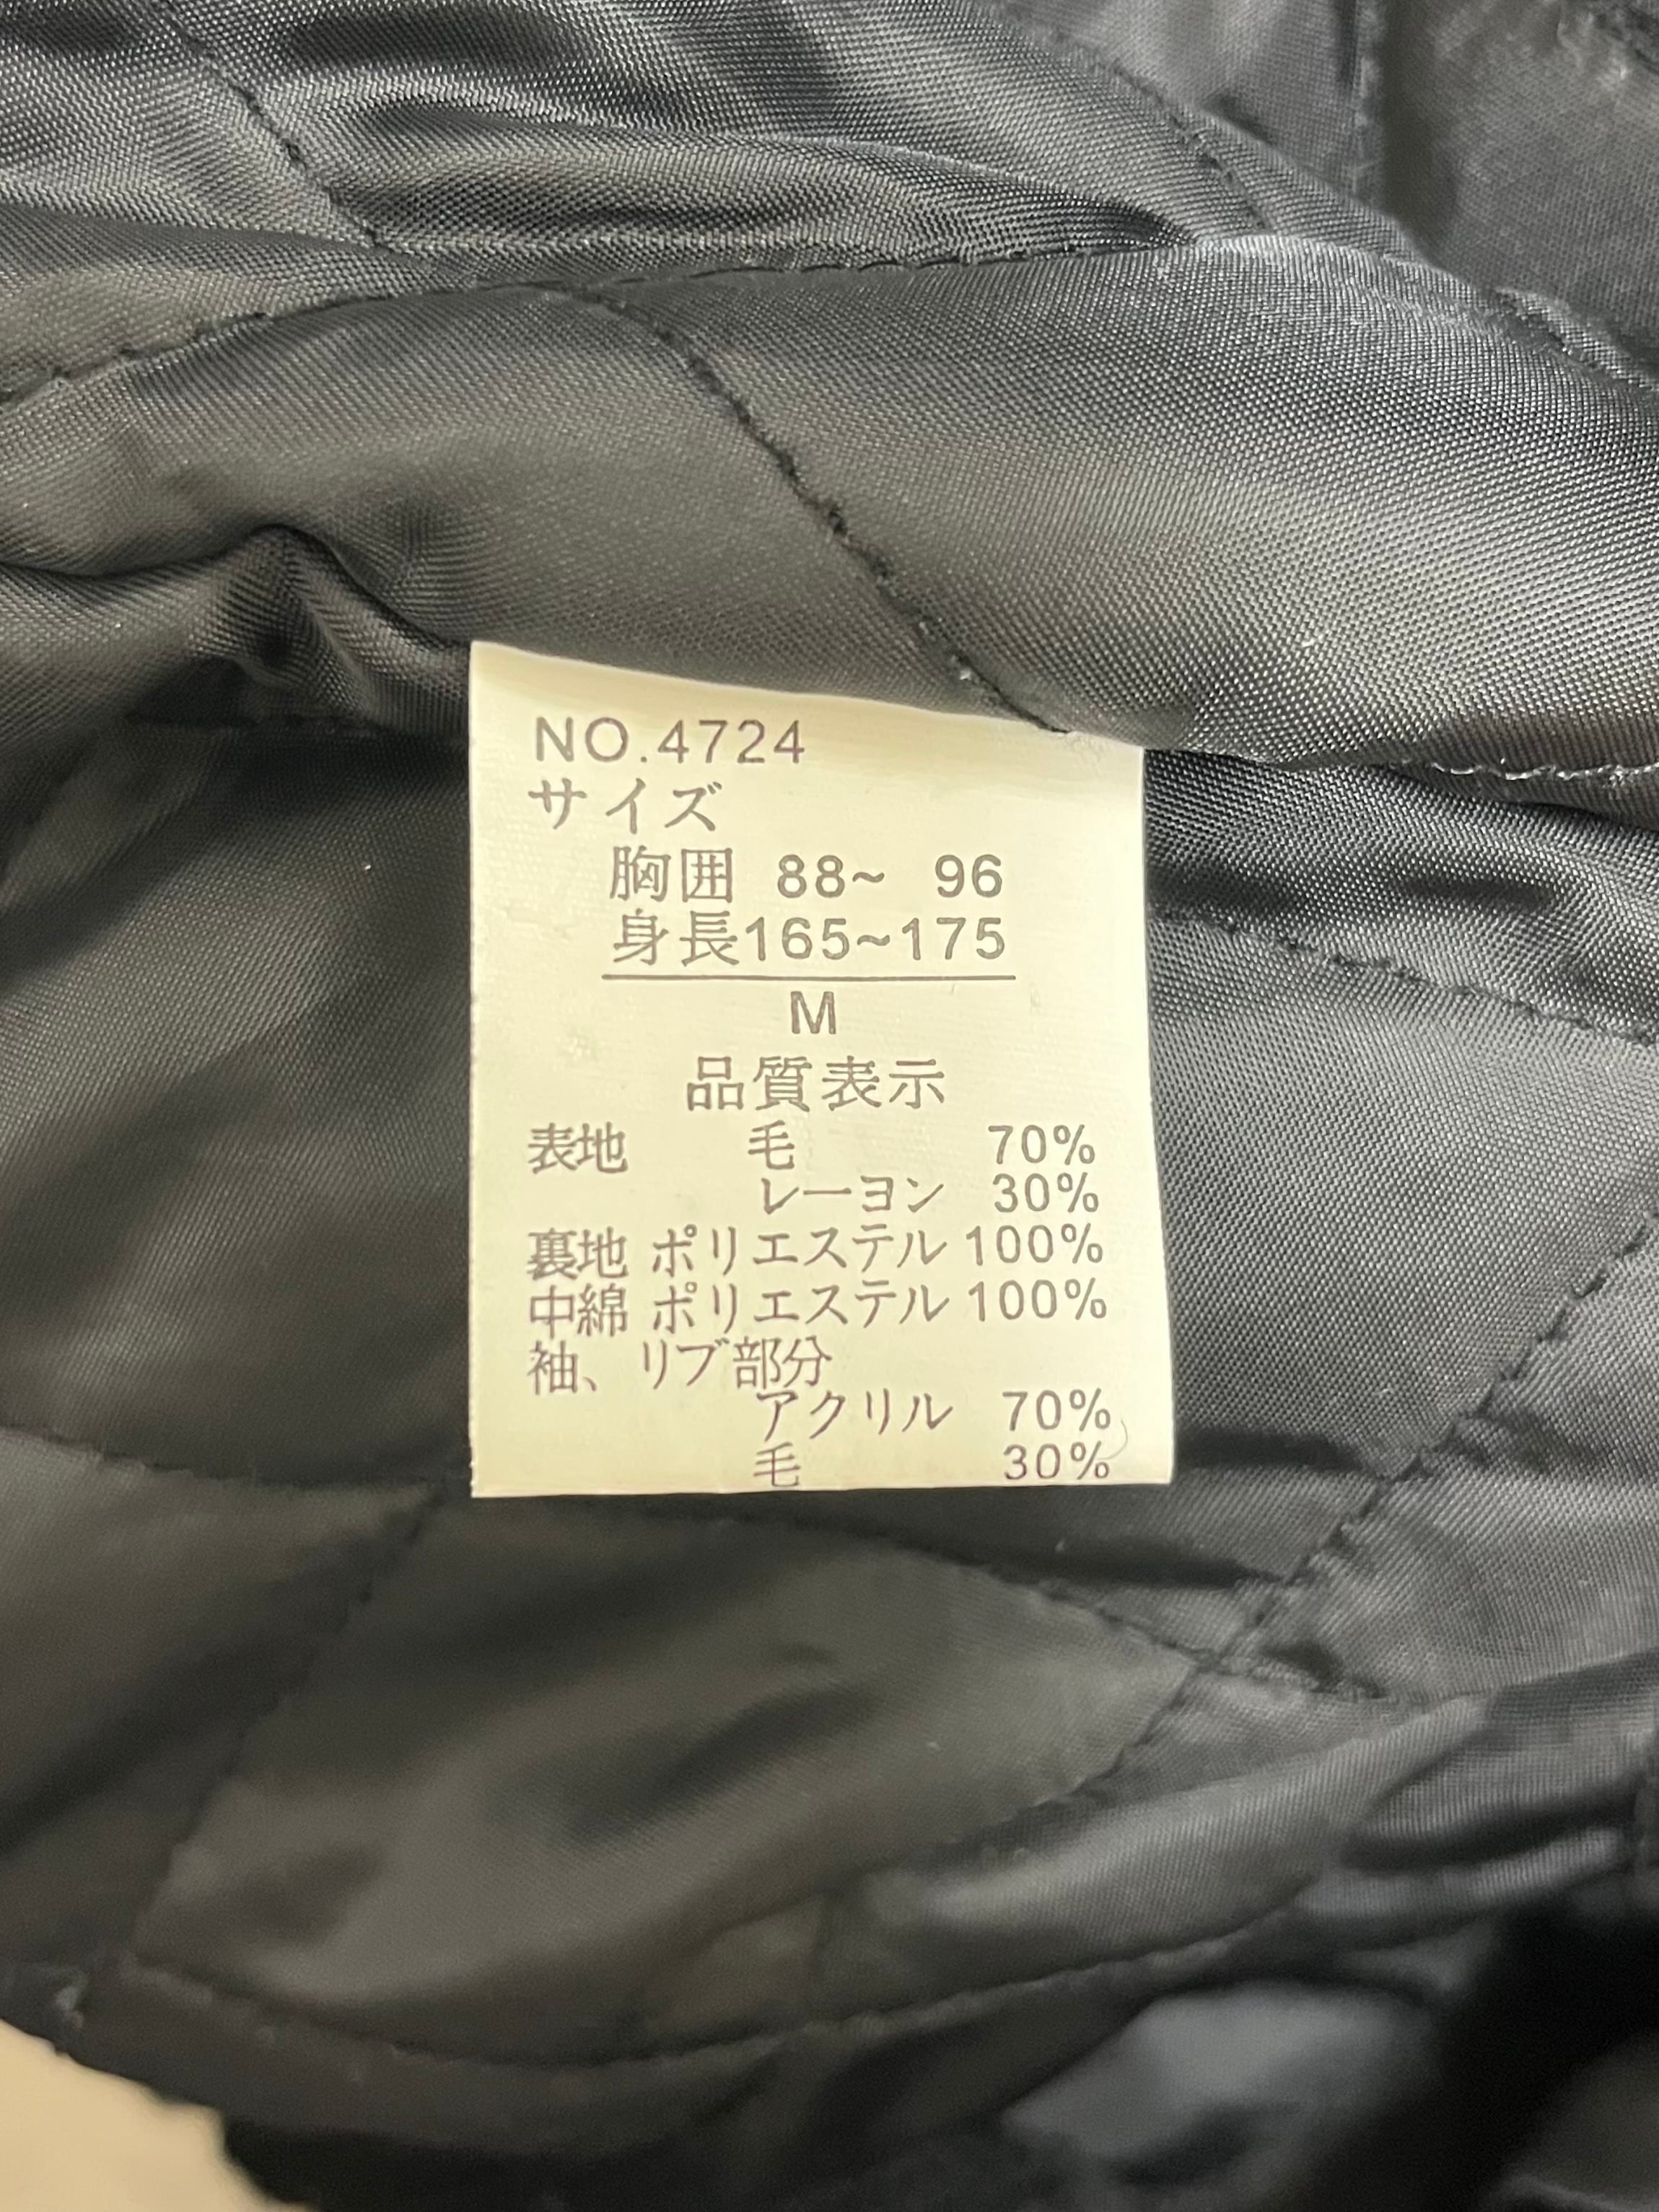 NO.4724
サイズ
胸囲 88~ 96
身長165~175
M
品質表示
表地 毛 70%
レーヨン 30%
裏地 ポリエステル 100%
中綿 ポリエステル 100%
袖、リブ部分
アクリル 70%
毛 30%